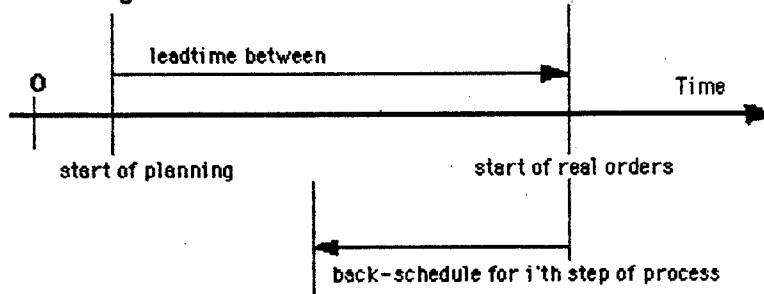 leadtime between
0
Time
start of planning
start of real orders
back-schedule for i'th step of process